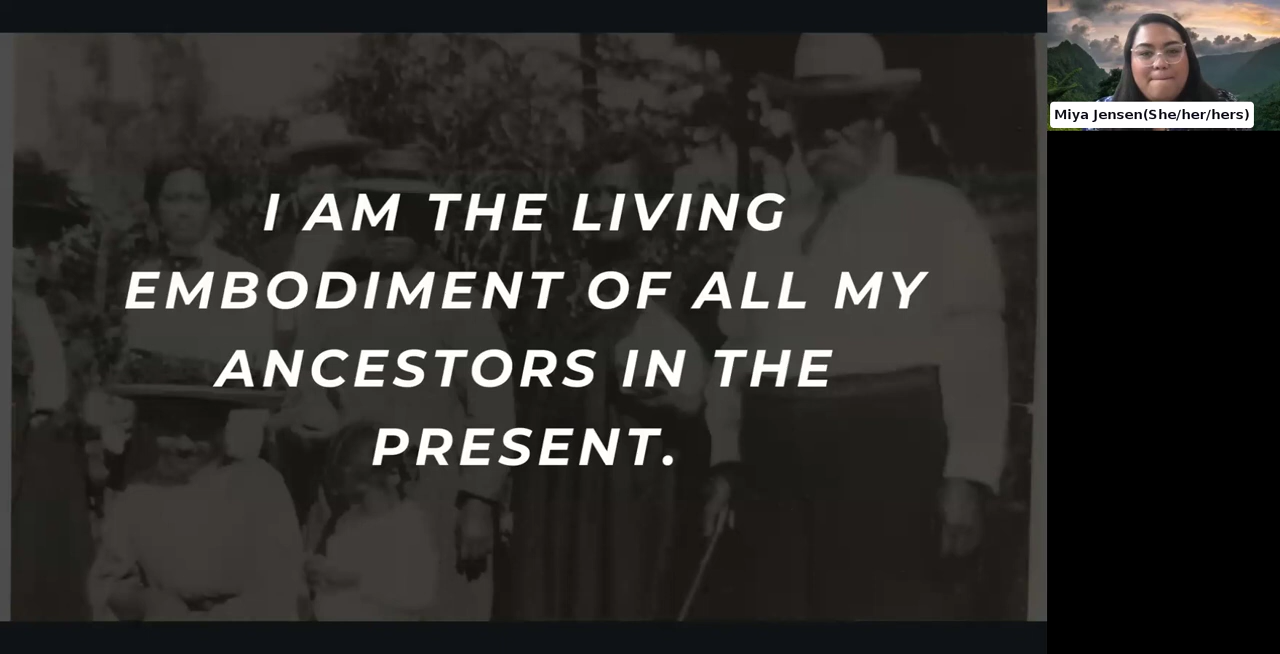 I AM THE LIVING
EMBODIMENT OF ALL MY
ANCESTORS IN THE
PRESENT.
Miya Jensen(She/her/hers)